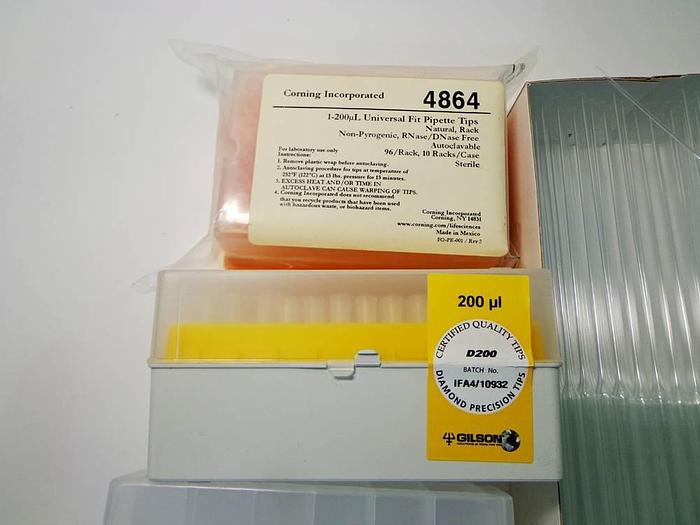 Corning Incorporated
4864
1-200µL Universal Fit Pipette Tips
Natural, Rack
Non-Pyrogenic, RNase/DNase Free
Autoclavable
96/Rack, 10 Racks/Case
Sterile
For laboratory use only
Instructions:
1. Remove plastic wrap before autoclaving.
2. Autoclaving procedure for tips at temperature of
252°F (122°C) at 15 lbs. pressure for 15 minutes.
3. EXCESS HEAT AND/OR TIME IN
AUTOCLAVE CAN CAUSE WARPING OF TIPS.
4. Corning Incorporated does not recommend
that you recycle products that have been used
with hazardous waste, or biohazard items.
Corning Incorporated
Corning, NY 14831
www.corning.com/lifesciences
Made in Mexico
FO-PE-001 / Rev 2
200 µl
CERTIFIED QUALITY TIPS
D200
BATCH No.
IFA4/10932
DIAMOND PRECISION TIPS
GILSON